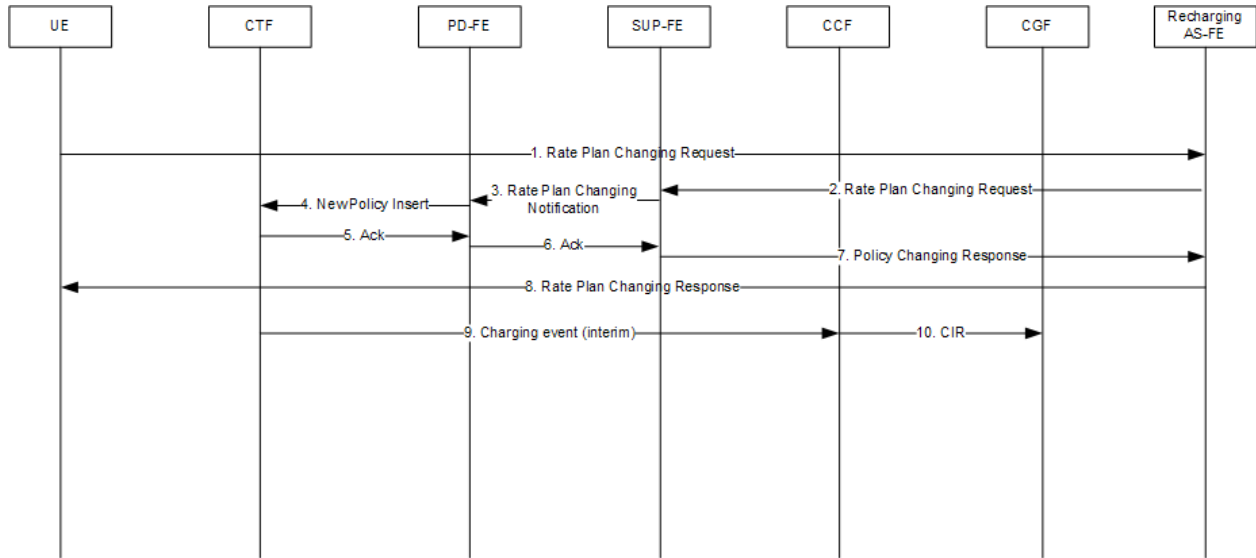 UE
CTF
PD-FE
SUP-FE
CCF
CGF
Recharging
AS-FE
1. Rate Plan Changing Request
2. Rate Plan Changing Request
3. Rate Plan Changing
Notification
4. New Policy Insert
5. Ack
6. Ack
7. Policy Changing Response
8. Rate Plan Changing Response
9. Charging event (interim)
10. CIR